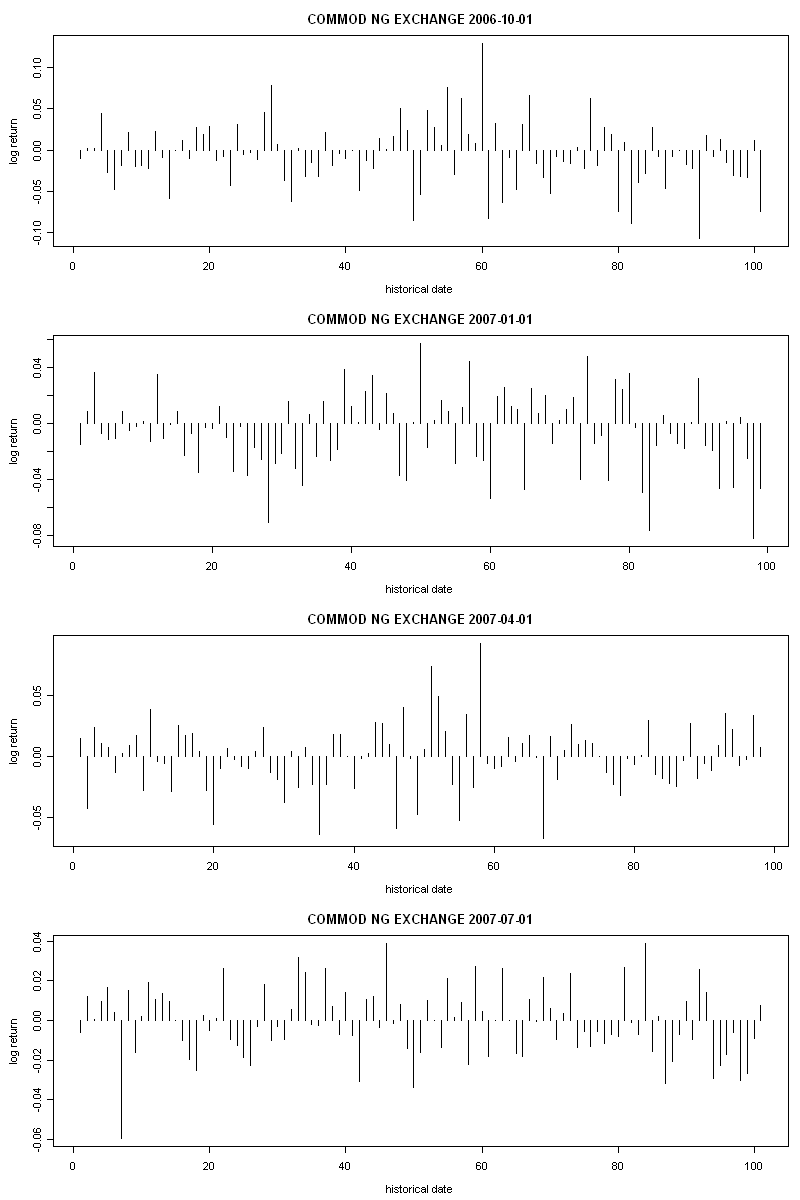 COMMOD NG EXCHANGE 2006-10-01
log return
0.10
0.05
0.00
-0.05
-0.10
0 20 40 60 80 100
historical date
COMMOD NG EXCHANGE 2007-01-01
log return
0.04
0.00
-0.04
-0.08
0 20 40 60 80 100
historical date
COMMOD NG EXCHANGE 2007-04-01
log return
0.05
0.00
-0.05
0 20 40 60 80 100
historical date
COMMOD NG EXCHANGE 2007-07-01
log return
0.04
0.02
0.00
-0.02
-0.04
-0.06
0 20 40 60 80 100
historical date